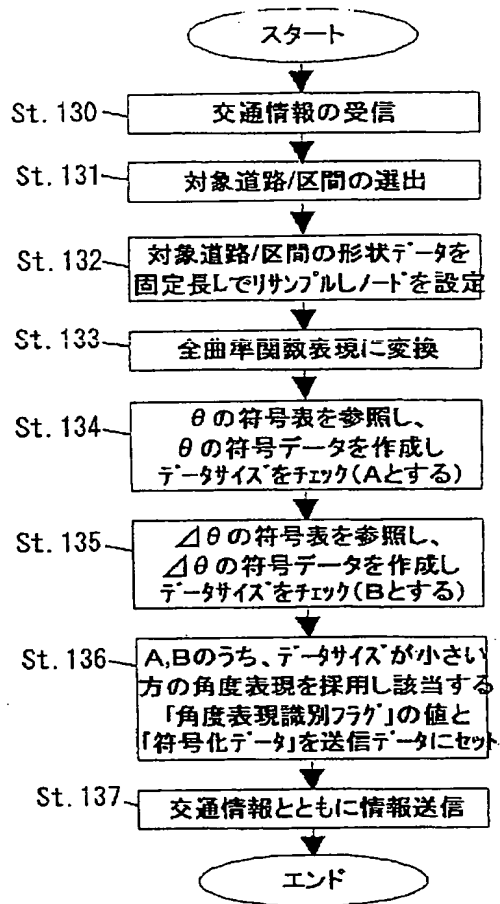 スタート
St. 130
交通情報の受信
St. 131
対象道路/区間の選出
St. 132
対象道路/区間の形状データを
固定長Lでリサンプルしノードを設定
St. 133
全曲率関数表現に変換
St. 134
θの符号表を参照し、
θの符号データを作成し
データサイズをチェック(Aとする)
St. 135
⊿θの符号表を参照し、
⊿θの符号データを作成し
データサイズをチェック(Bとする)
St. 136
A,Bのうち、データサイズが小さい
方の角度表現を採用し該当する
「角度表現識別フラグ」の値と
「符号化データ」を送信データにセット
St. 137
交通情報とともに情報送信
エンド